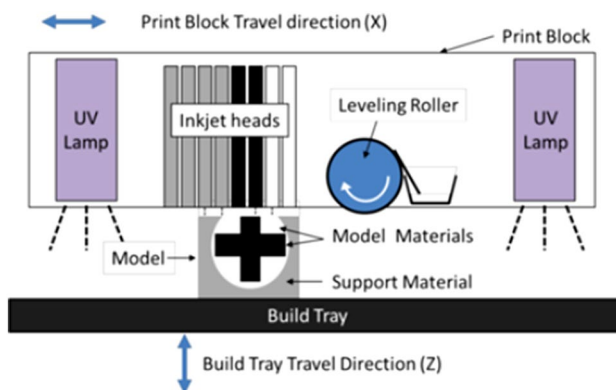 Print Block Travel direction (X)
Print Block
UV
Lamp
Inkjet heads
Leveling Roller
UV
Lamp
Model Materials
Model
Support Material
Build Tray
Build Tray Travel Direction (Z)